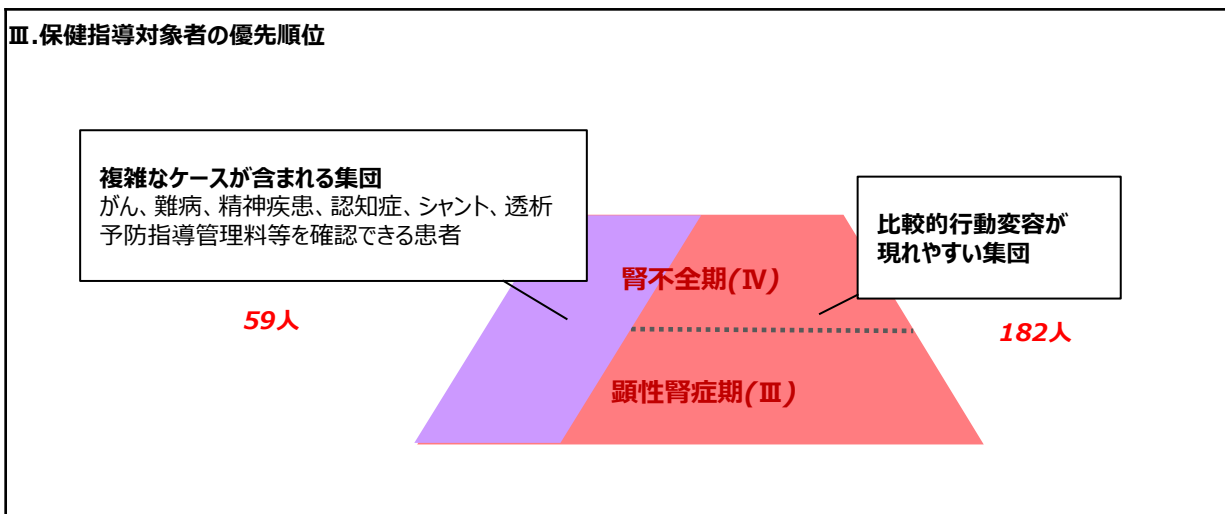 Ⅲ.保健指導対象者の優先順位
複雑なケースが含まれる集団
がん、難病、精神疾患、認知症、シャント、透析
予防指導管理料等を確認できる患者
比較的行動変容が
現れやすい集団
腎不全期(Ⅳ)
59人
182人
顕性腎症期(Ⅲ)